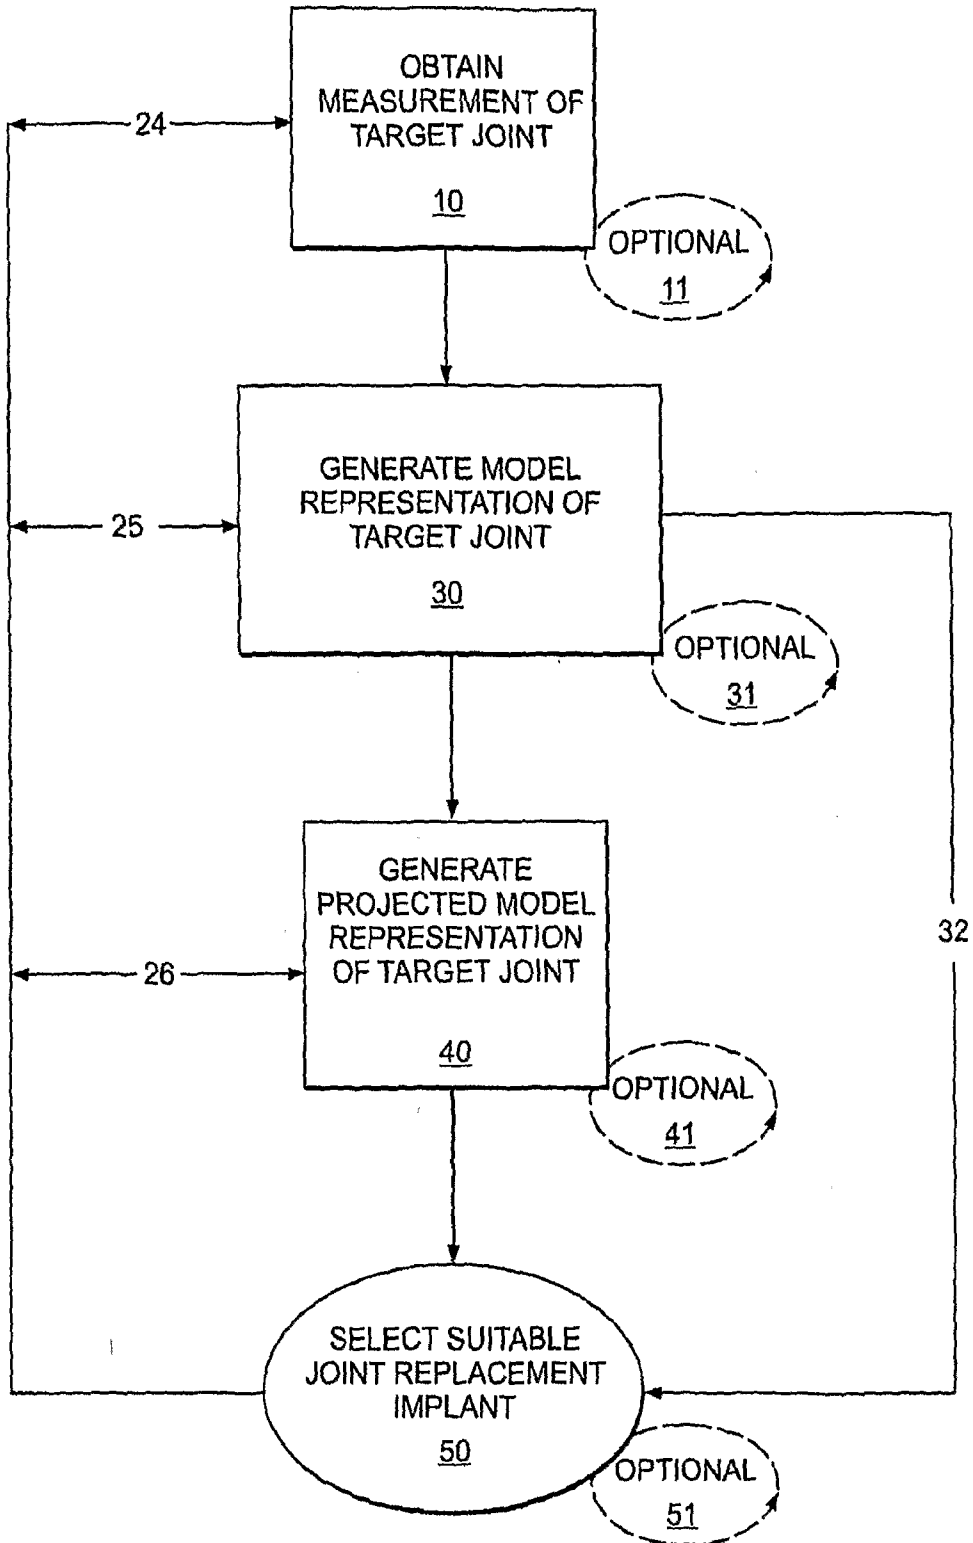 OBTAIN
MEASUREMENT OF
TARGET JOINT
10
24
OPTIONAL
11
GENERATE MODEL
REPRESENTATION OF
TARGET JOINT
30
25
OPTIONAL
31
GENERATE
PROJECTED MODEL
REPRESENTATION
OF TARGET JOINT
40
32
26
OPTIONAL
41
SELECT SUITABLE
JOINT REPLACEMENT
IMPLANT
50
OPTIONAL
51